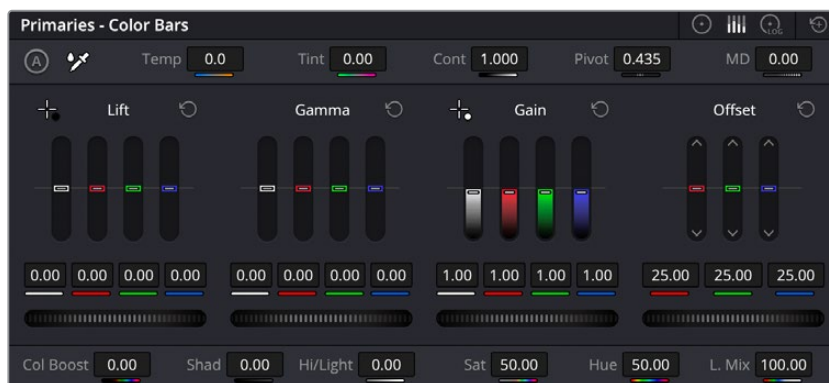 Primaries - Color Bars
LOG
A Temp 0.0 Tint 0.00 Cont 1.000 Pivot 0.435 MD 0.00
Lift Gamma Gain Offset
0.00 0.00 0.00 0.00 0.00 0.00 0.00 0.00 1.00 1.00 1.00 1.00 25.00 25.00 25.00
Col Boost 0.00 Shad 0.00 Hi/Light 0.00 Sat 50.00 Hue 50.00 L. Mix 100.00